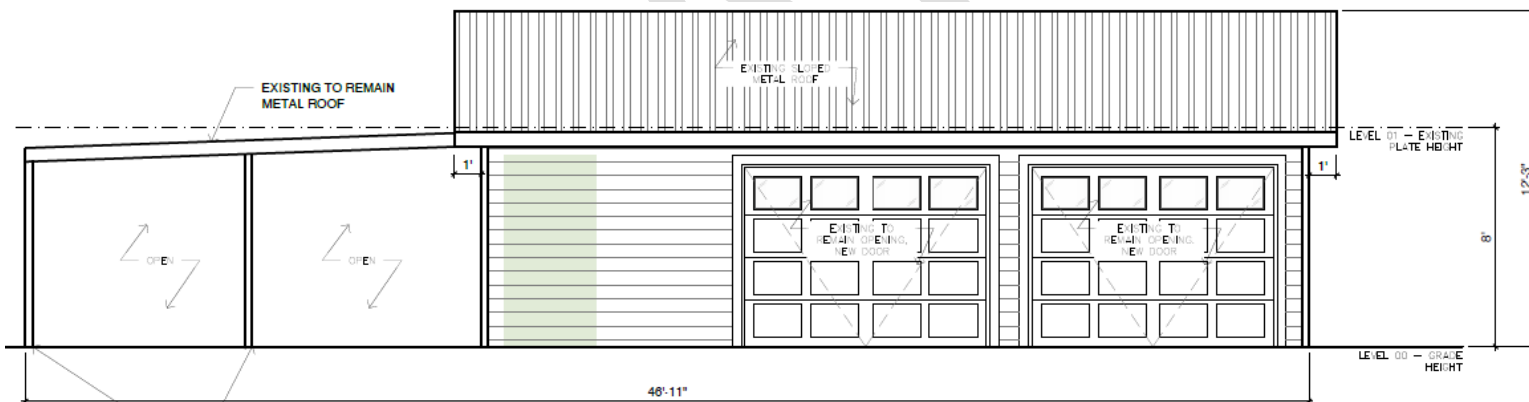 EXISTING SLOPED
METAL ROOF
EXISTING TO REMAIN
METAL ROOF
LEVEL 01 – EXISTING
PLATE HEIGHT
1'
1'
12'-3"
EXISTING TO
REMAIN OPENING,
NEW DOOR
EXISTING TO
REMAIN OPENING,
NEW DOOR
8'
OPEN
OPEN
LEVEL 00 – GRADE
HEIGHT
46'-11"